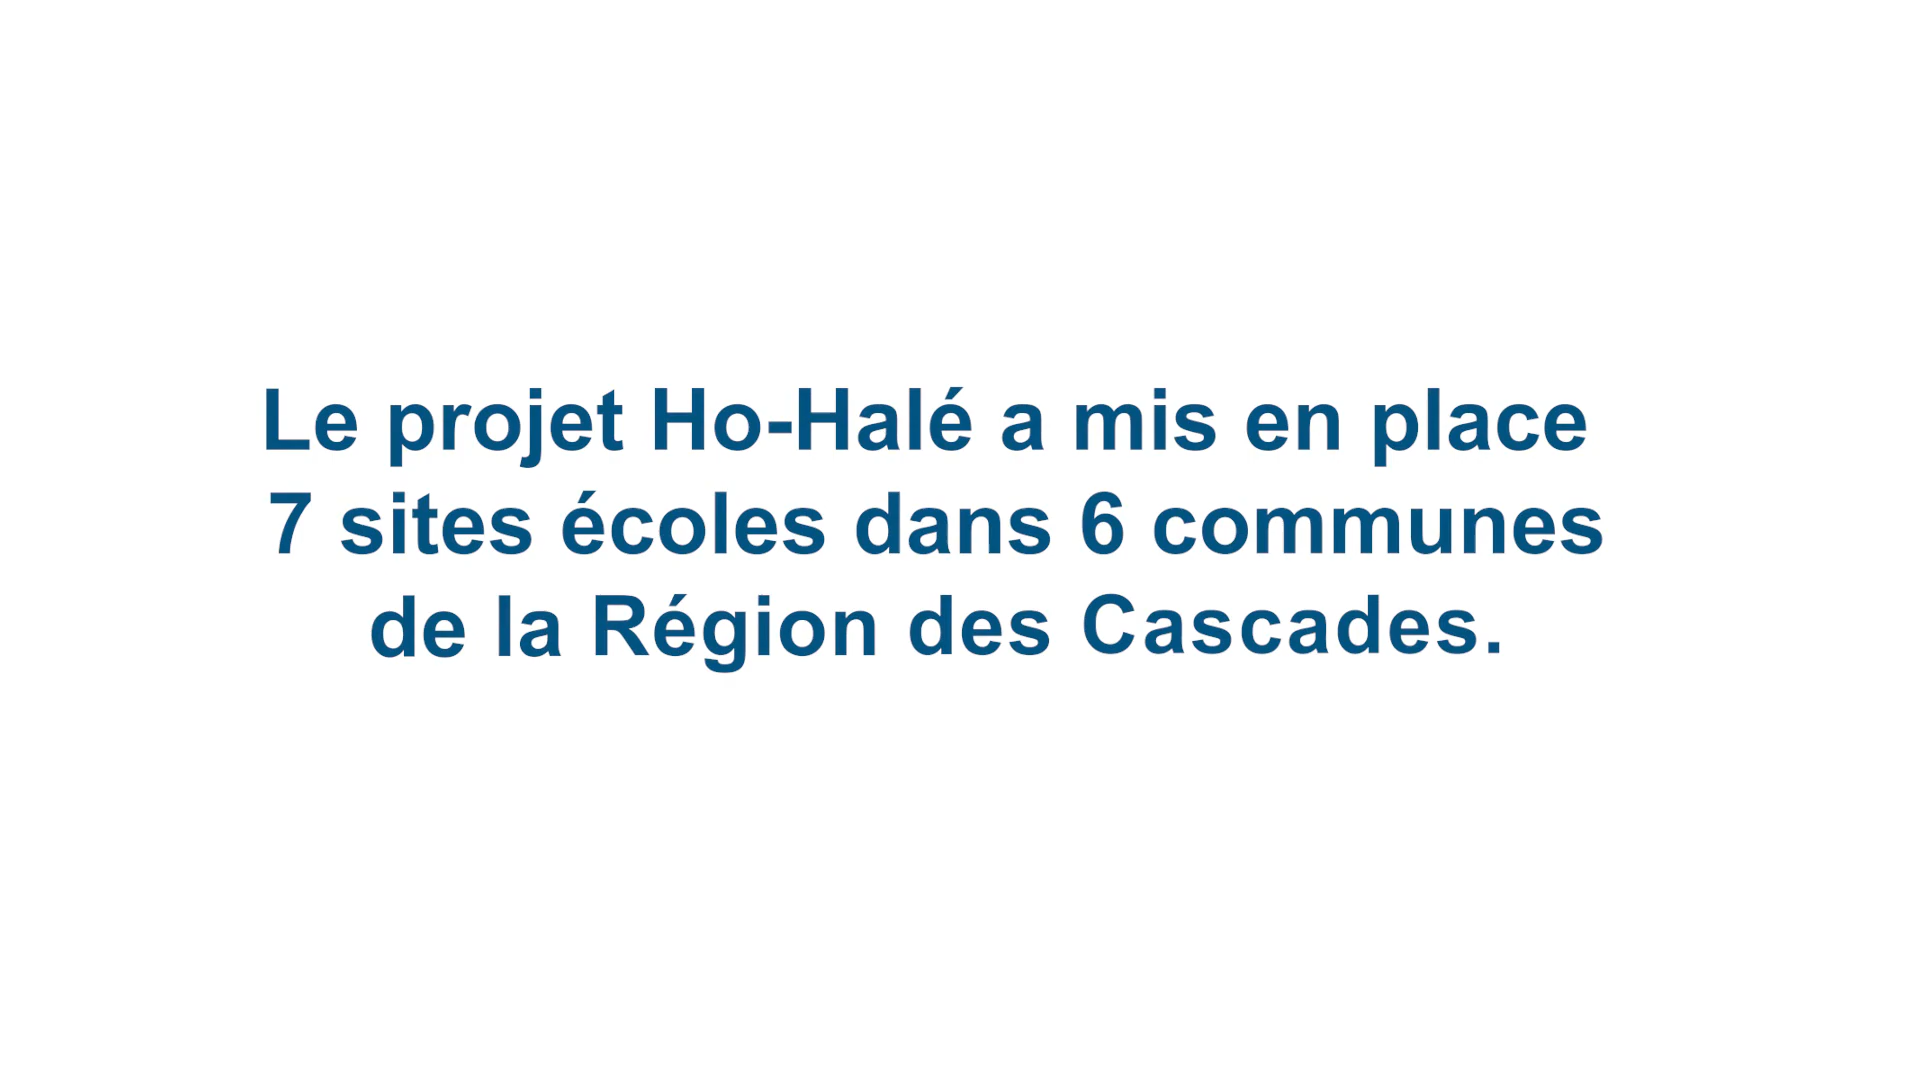 Le projet Ho-Halé a mis en place
7 sites écoles dans 6 communes
de la Région des Cascades.